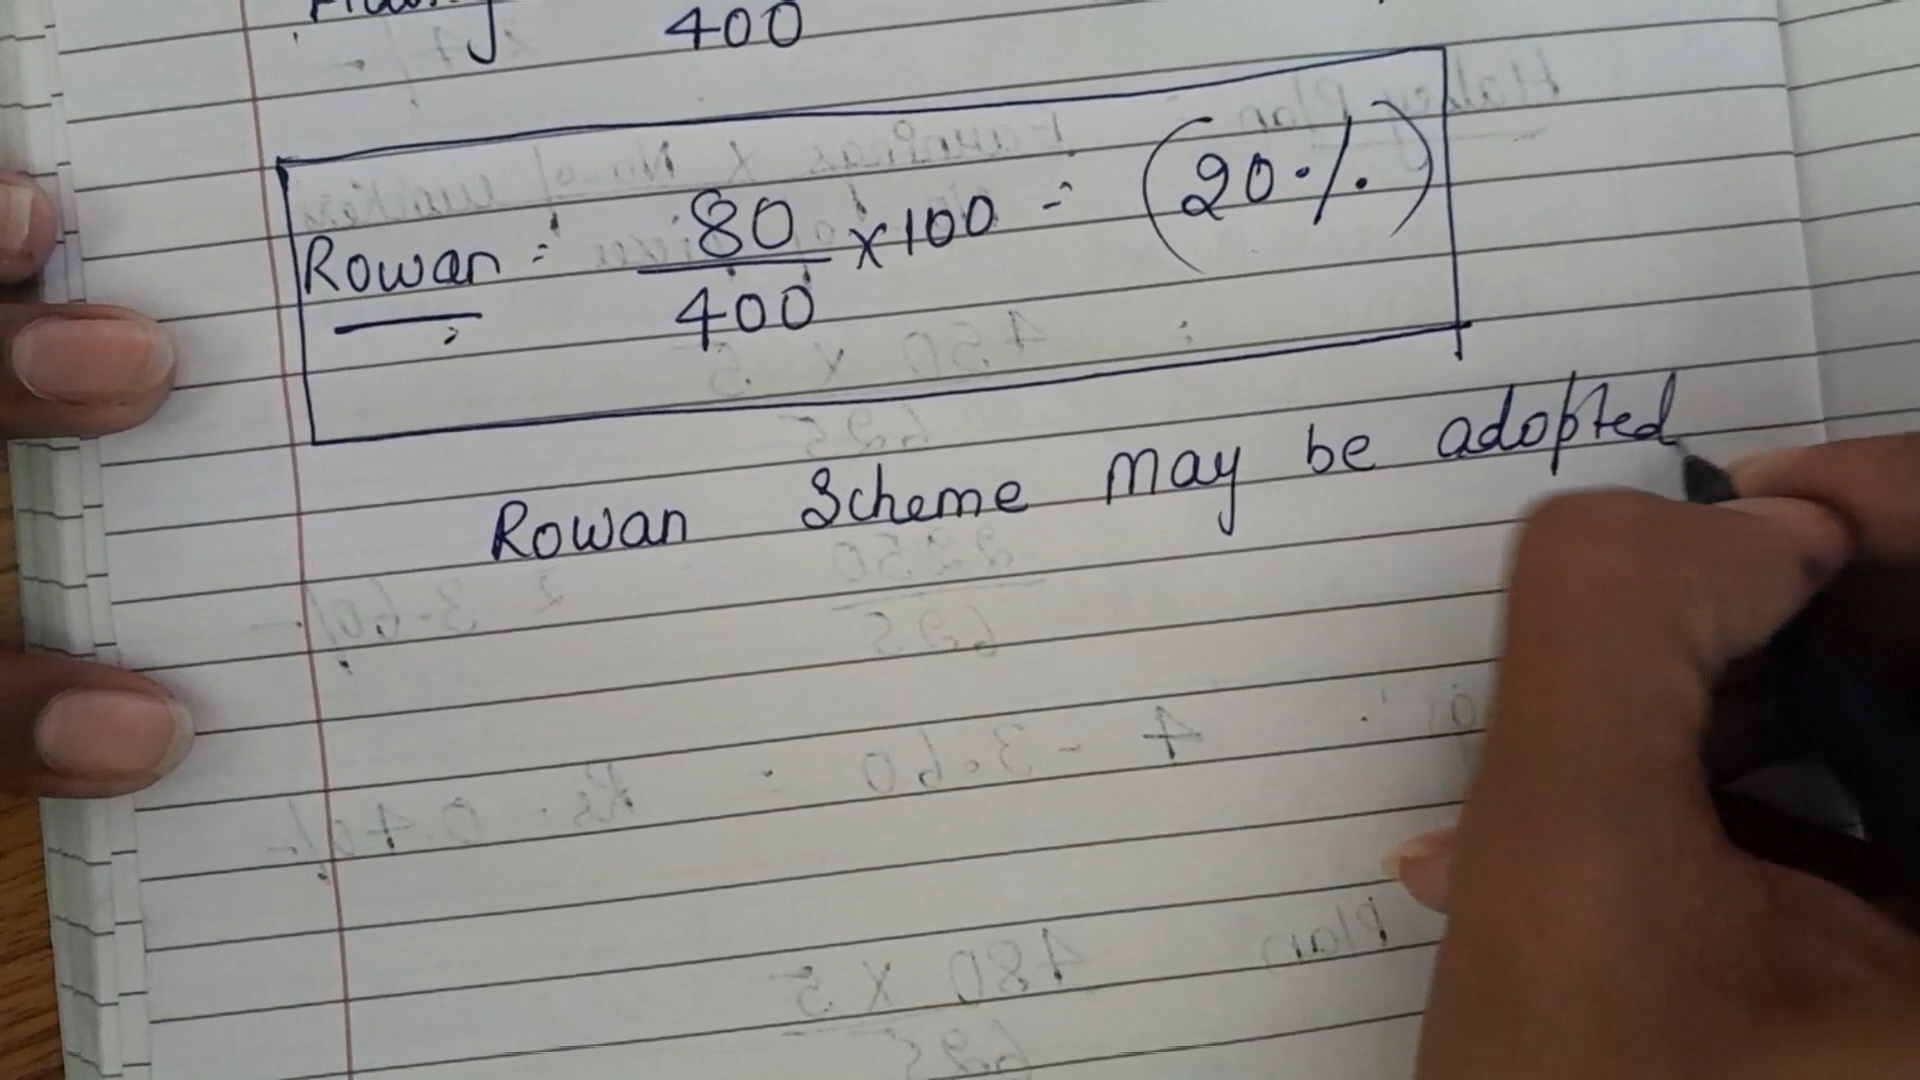 400
Rowan = 80/400 ×100 = (20%)
Rowan Scheme may be adopted